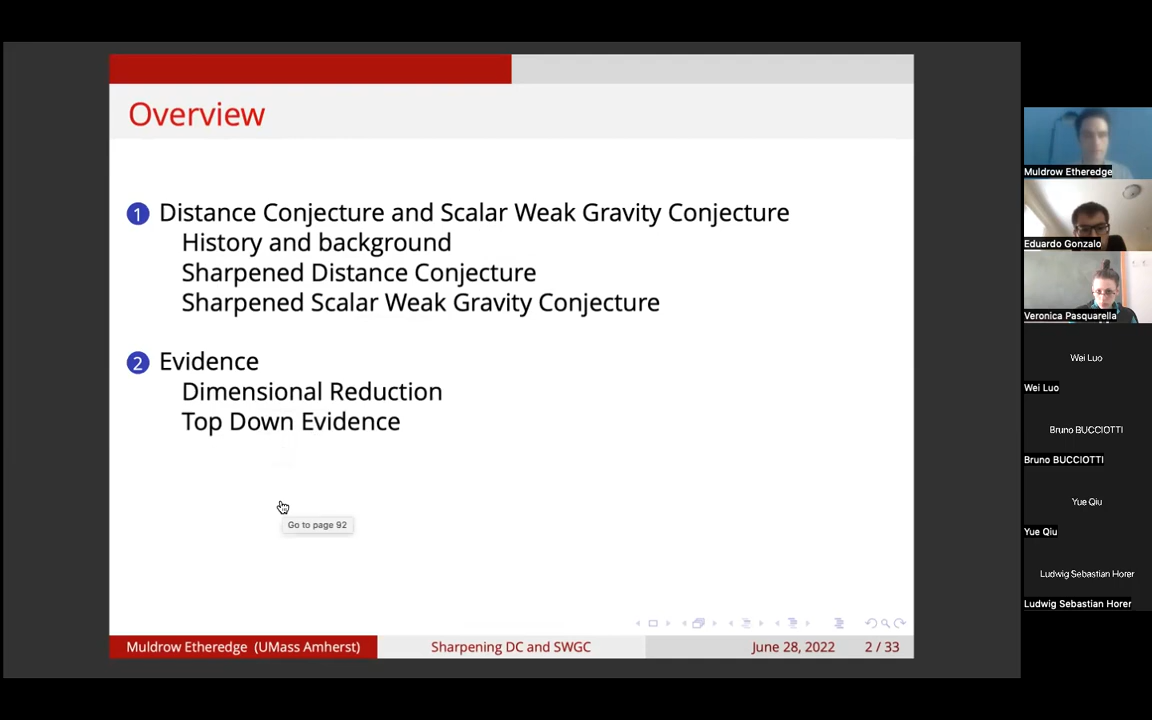 Overview
1 Distance Conjecture and Scalar Weak Gravity Conjecture
History and background
Sharpened Distance Conjecture
Sharpened Scalar Weak Gravity Conjecture
2 Evidence
Dimensional Reduction
Top Down Evidence
Go to page 92
Muldrow Etheredge (UMass Amherst)
Sharpening DC and SWGC
June 28, 2022
2 / 33
Muldrow Etheredge
Eduardo Gonzalo
Veronica Pasquarella
Wei Luo
Wei Luo
Bruno BUCCIOTTI
Bruno BUCCIOTTI
Yue Qiu
Yue Qiu
Ludwig Sebastian Horer
Ludwig Sebastian Horer